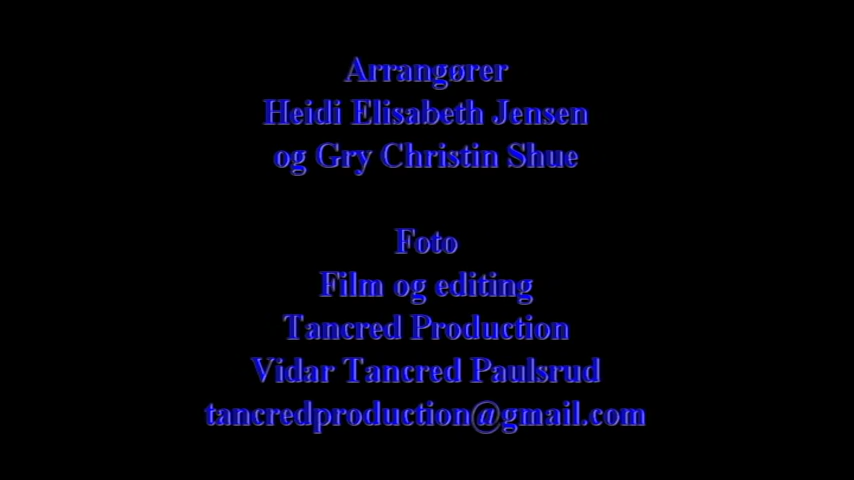 Arrangører
Heidi Elisabeth Jensen
og Gry Christin Shue
Foto
Film og editing
Tancred Production
Vidar Tancred Paulsrud
tancredproduction@gmail.com